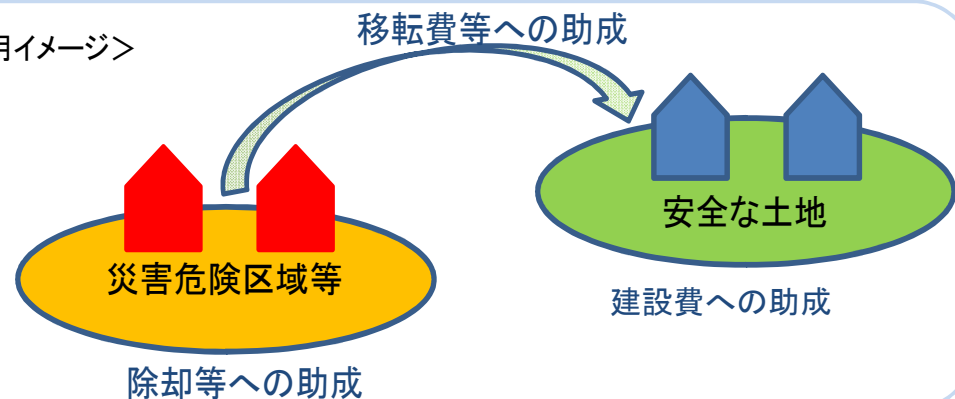 用イメージ＞
移転費等への助成
災害危険区域等
安全な土地
建設費への助成
除却等への助成